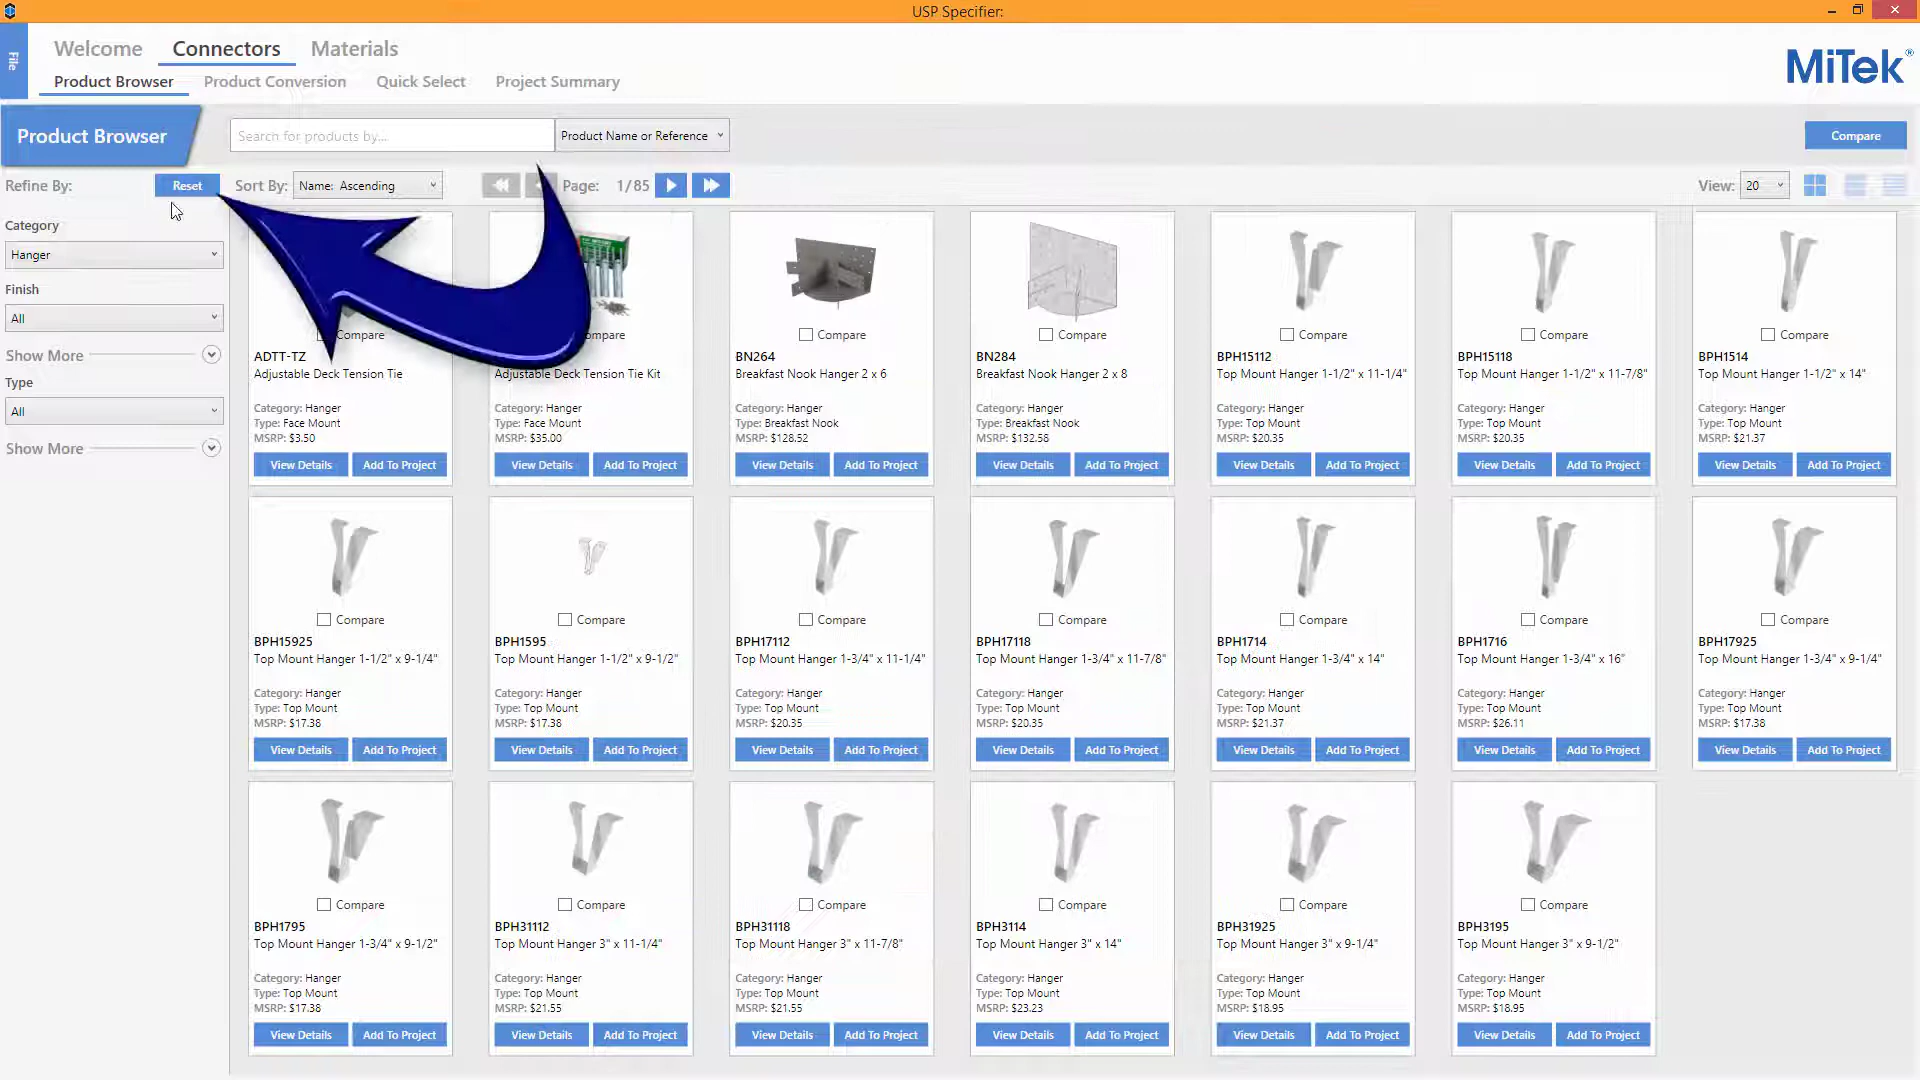 USP Specifier:
File
Welcome Connectors Materials
MiTek®
Product Browser Product Conversion Quick Select Project Summary
Product Browser
Search for products by...
Product Name or Reference
Compare
Refine By:
Reset
Sort By: Name: Ascending
Page: 1/85
View: 20
Category
Hanger
Finish
All
Show More
Type
All
Show More
Compare
ADTT-TZ
Adjustable Deck Tension Tie
Category: Hanger
Type: Face Mount
MSRP: $3.50
View Details Add To Project
Adjustable Deck Tension Tie Kit
Category: Hanger
Type: Face Mount
MSRP: $35.00
View Details Add To Project
Compare
BN264
Breakfast Nook Hanger 2 x 6
Category: Hanger
Type: Breakfast Nook
MSRP: $128.52
View Details Add To Project
Compare
BN284
Breakfast Nook Hanger 2 x 8
Category: Hanger
Type: Breakfast Nook
MSRP: $132.58
View Details Add To Project
Compare
BPH15112
Top Mount Hanger 1-1/2" x 11-1/4"
Category: Hanger
Type: Top Mount
MSRP: $20.35
View Details Add To Project
Compare
BPH15118
Top Mount Hanger 1-1/2" x 11-7/8"
Category: Hanger
Type: Top Mount
MSRP: $20.35
View Details Add To Project
Compare
BPH1514
Top Mount Hanger 1-1/2" x 14"
Category: Hanger
Type: Top Mount
MSRP: $21.37
View Details Add To Project
Compare
BPH15925
Top Mount Hanger 1-1/2" x 9-1/4"
Category: Hanger
Type: Top Mount
MSRP: $17.38
View Details Add To Project
Compare
BPH1595
Top Mount Hanger 1-1/2" x 9-1/2"
Category: Hanger
Type: Top Mount
MSRP: $17.38
View Details Add To Project
Compare
BPH17112
Top Mount Hanger 1-3/4" x 11-1/4"
Category: Hanger
Type: Top Mount
MSRP: $20.35
View Details Add To Project
Compare
BPH17118
Top Mount Hanger 1-3/4" x 11-7/8"
Category: Hanger
Type: Top Mount
MSRP: $20.35
View Details Add To Project
Compare
BPH1714
Top Mount Hanger 1-3/4" x 14"
Category: Hanger
Type: Top Mount
MSRP: $21.37
View Details Add To Project
Compare
BPH1716
Top Mount Hanger 1-3/4" x 16"
Category: Hanger
Type: Top Mount
MSRP: $26.11
View Details Add To Project
Compare
BPH17925
Top Mount Hanger 1-3/4" x 9-1/4"
Category: Hanger
Type: Top Mount
MSRP: $17.38
View Details Add To Project
Compare
BPH1795
Top Mount Hanger 1-3/4" x 9-1/2"
Category: Hanger
Type: Top Mount
MSRP: $17.38
View Details Add To Project
Compare
BPH31112
Top Mount Hanger 3" x 11-1/4"
Category: Hanger
Type: Top Mount
MSRP: $21.55
View Details Add To Project
Compare
BPH31118
Top Mount Hanger 3" x 11-7/8"
Category: Hanger
Type: Top Mount
MSRP: $21.55
View Details Add To Project
Compare
BPH3114
Top Mount Hanger 3" x 14"
Category: Hanger
Type: Top Mount
MSRP: $23.23
View Details Add To Project
Compare
BPH31925
Top Mount Hanger 3" x 9-1/4"
Category: Hanger
Type: Top Mount
MSRP: $18.95
View Details Add To Project
Compare
BPH3195
Top Mount Hanger 3" x 9-1/2"
Category: Hanger
Type: Top Mount
MSRP: $18.95
View Details Add To Project